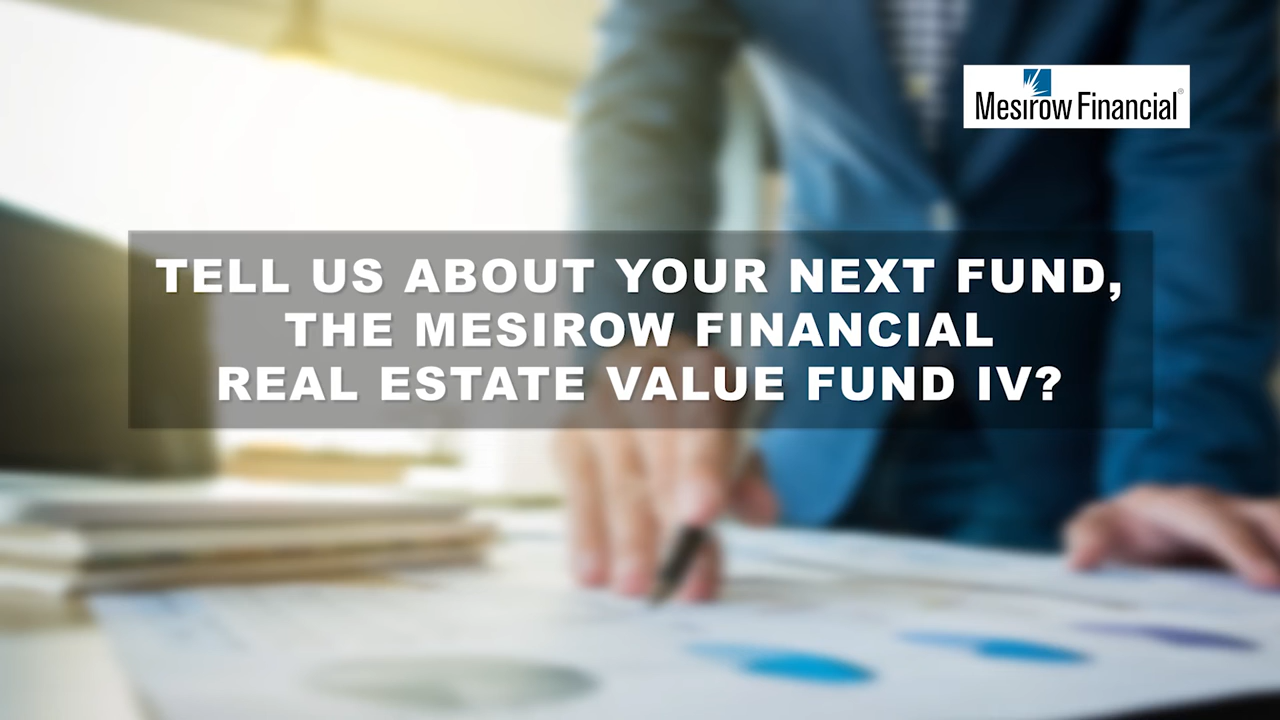 Mesirow Financial®
TELL US ABOUT YOUR NEXT FUND,
THE MESIROW FINANCIAL
REAL ESTATE VALUE FUND IV?